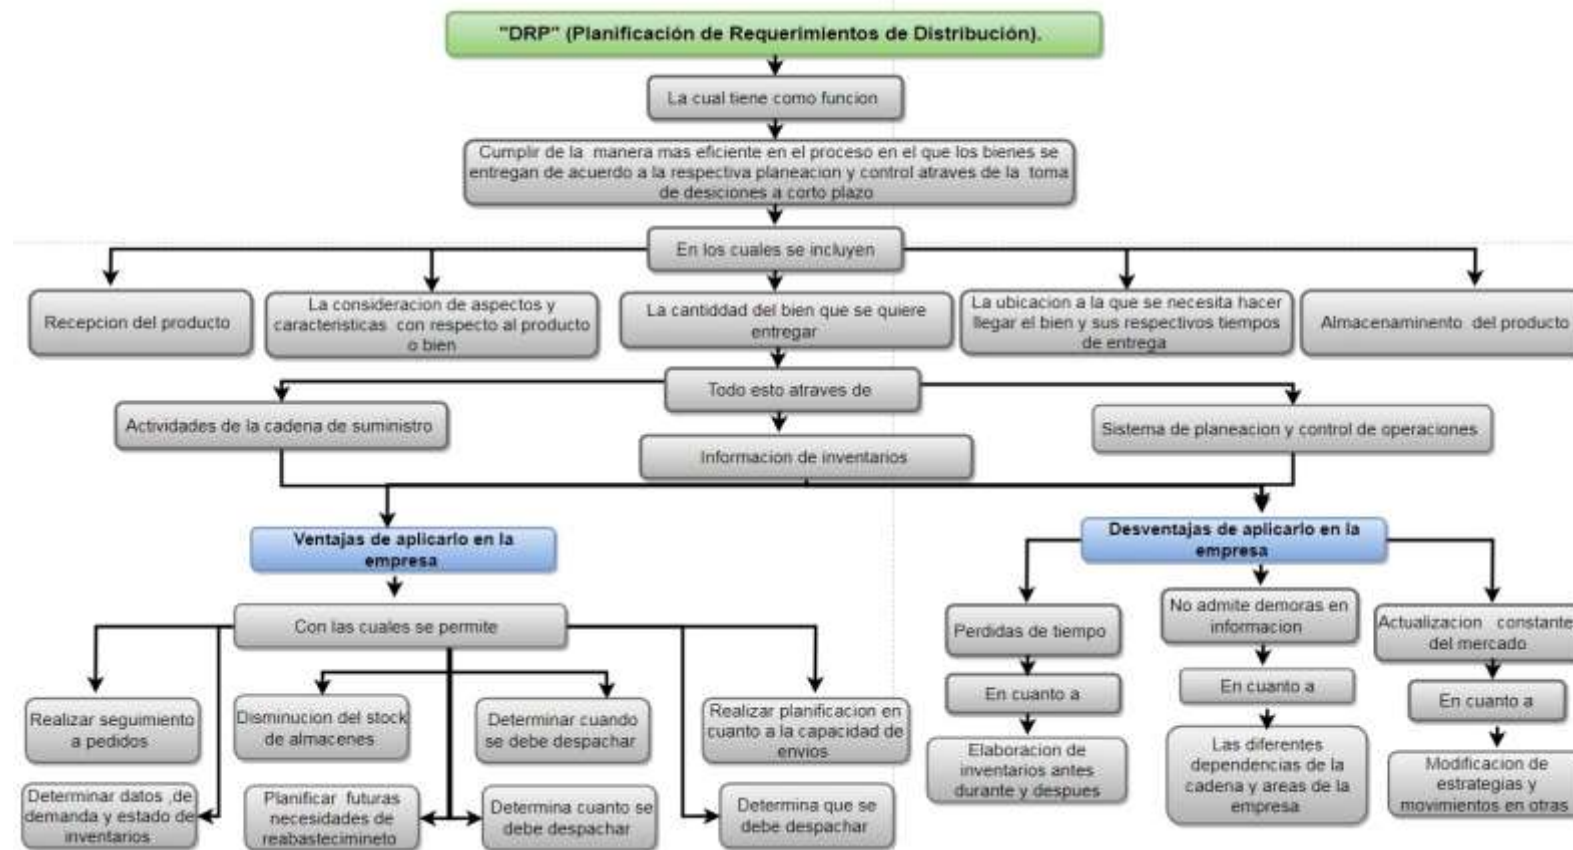 "DRP" (Planificación de Requerimientos de Distribución).
La cual tiene como funcion
Cumplir de la manera mas eficiente en el proceso en el que los bienes se
entregan de acuerdo a la respectiva planeacion y control atraves de la toma
de desiciones a corto plazo
En los cuales se incluyen
Recepcion del producto
La consideracion de aspectos y
caracteristicas con respecto al producto
o bien
La cantiddad del bien que se quiere
entregar
La ubicacion a la que se necesita hacer
llegar el bien y sus respectivos tiempos
de entrega
Almacenaminento del producto
Todo esto atraves de
Actividades de la cadena de suministro
Informacion de inventarios
Sistema de planeacion y control de operaciones
Ventajas de aplicarlo en la
empresa
Con las cuales se permite
Realizar seguimiento
a pedidos
Disminucion del stock
de almacenes
Determinar cuando
se debe despachar
Realizar planificacion en
cuanto a la capacidad de
envios
Determinar datos ,de
demanda y estado de
inventarios
Planificar futuras
necesidades de
reabastecimineto
Determina cuanto se
debe despachar
Determina que se
debe despachar
Desventajas de aplicarlo en la
empresa
Perdidas de tiempo
En cuanto a
Elaboracion de
inventarios antes
durante y despues
No admite demoras en
informacion
En cuanto a
Las diferentes
dependencias de la
cadena y areas de la
empresa
Actualizacion constante
del mercado
En cuanto a
Modificacion de
estrategias y
movimientos en otras